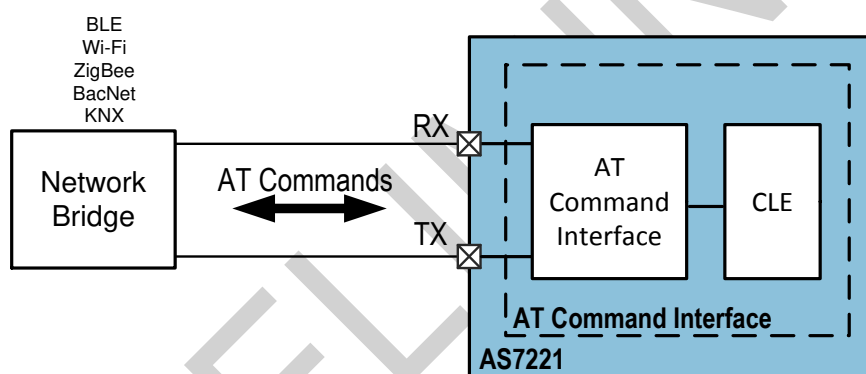 BLE
Wi-Fi
ZigBee
BacNet
KNX
Network
Bridge
AT Commands
RX
TX
AT
Command
Interface
CLE
AT Command Interface
AS7221